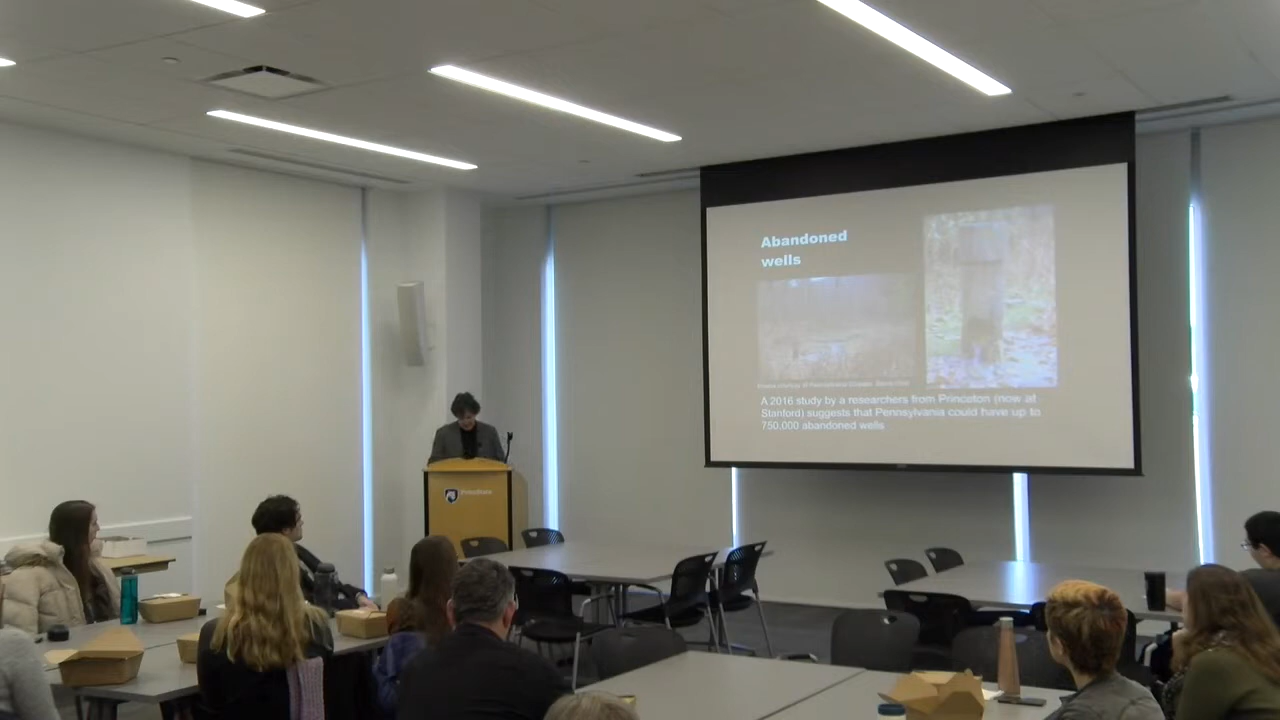 Abandoned
wells
A 2016 study by a researchers from Princeton (now at
Stanford) suggests that Pennsylvania could have up to
750,000 abandoned wells
PennState